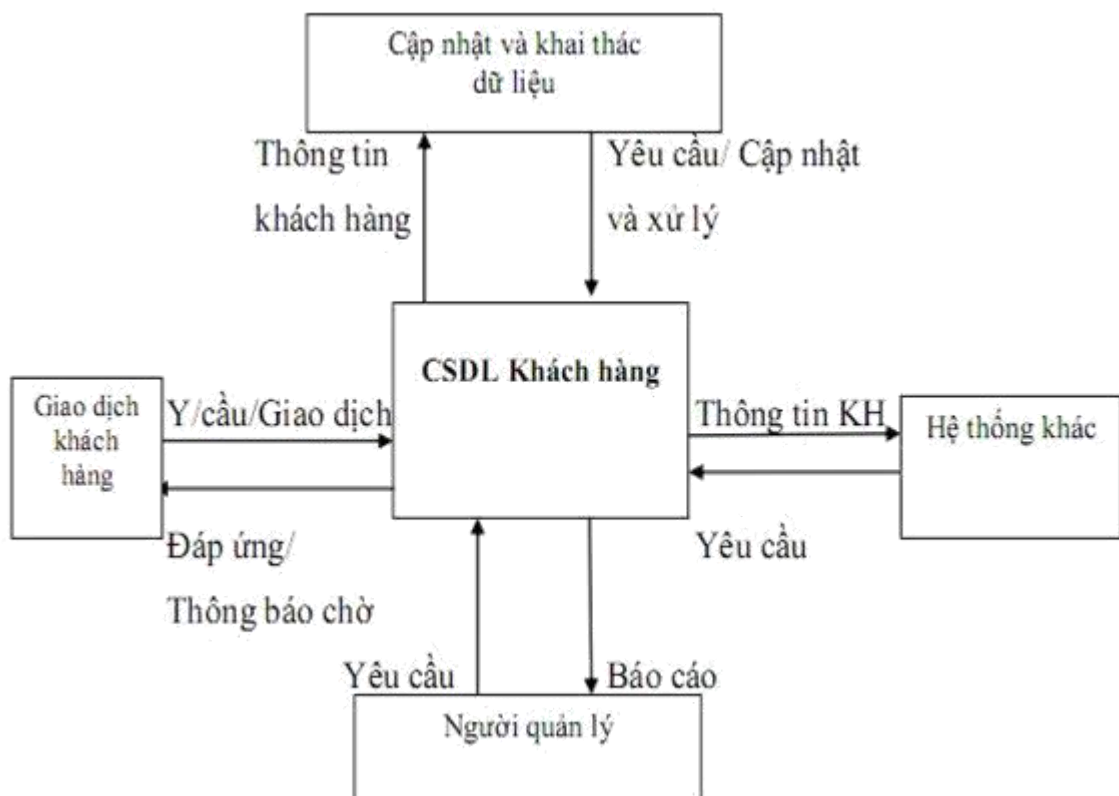 Cập nhật và khai thác
dữ liệu
Thông tin
khách hàng
Yêu cầu/ Cập nhật
và xử lý
CSDL Khách hàng
Giao dịch
khách
hàng
Y/cầu/Giao dịch
Đáp ứng/
Thông báo chờ
Thông tin KH
Yêu cầu
Hệ thống khác
Yêu cầu
Báo cáo
Người quản lý